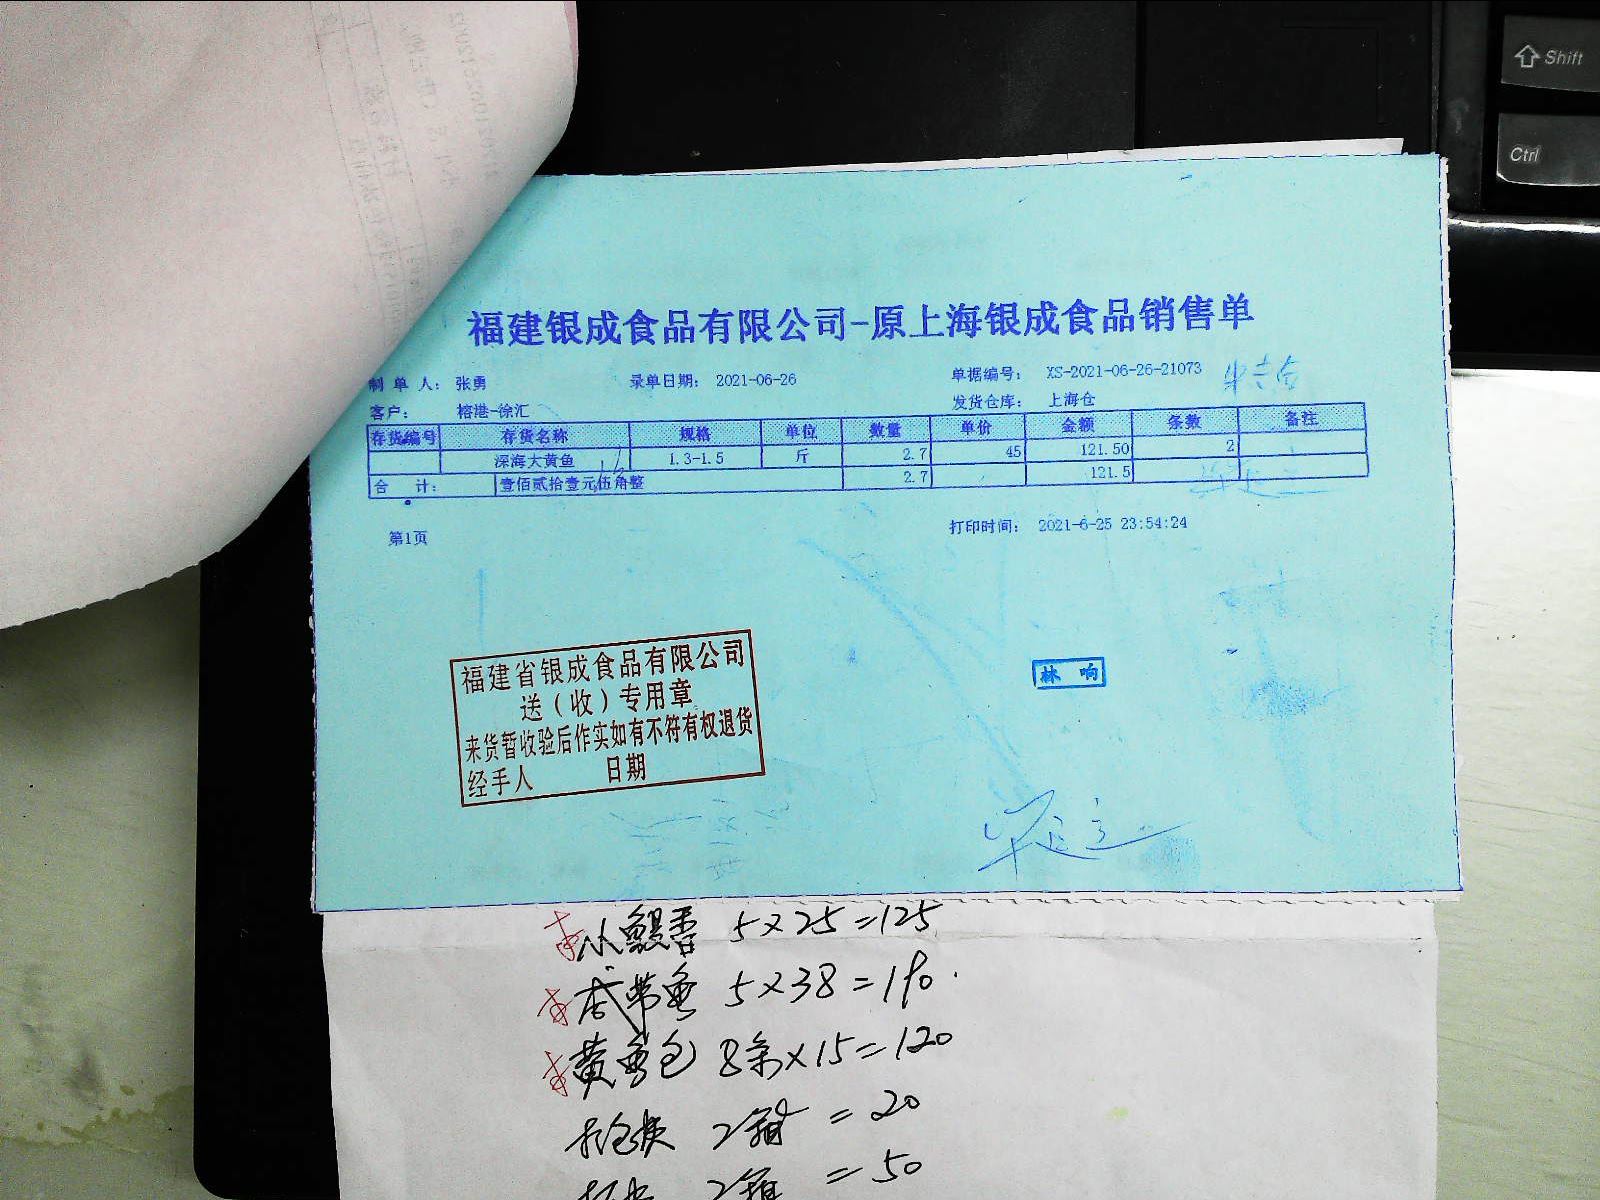 Shift
Ctrl
福建银成食品有限公司-原上海银成食品销售单
制 单 人： 张勇 录单日期： 2021-06-26 单据编号： XS-2021-06-26-21073
客户： 榕港-徐汇 发货仓库： 上海仓
存货编号 存货名称 规格 单位 数量 单价 金额 条数 备注
深海大黄鱼 1.3-1.5 斤 2.7 45 121.50 2
合 计： 壹佰贰拾壹元伍角整 2.7 121.5
第1页 打印时间： 2021-6-25 23:54:24
福建省银成食品有限公司
送（收）专用章
来货暂收验后作实如有不符有权退货
经手人 日期
林 响
5×25=125
带鱼 5×38=190
黄鱼 8条×15=120
2箱 =20
2箱 =50